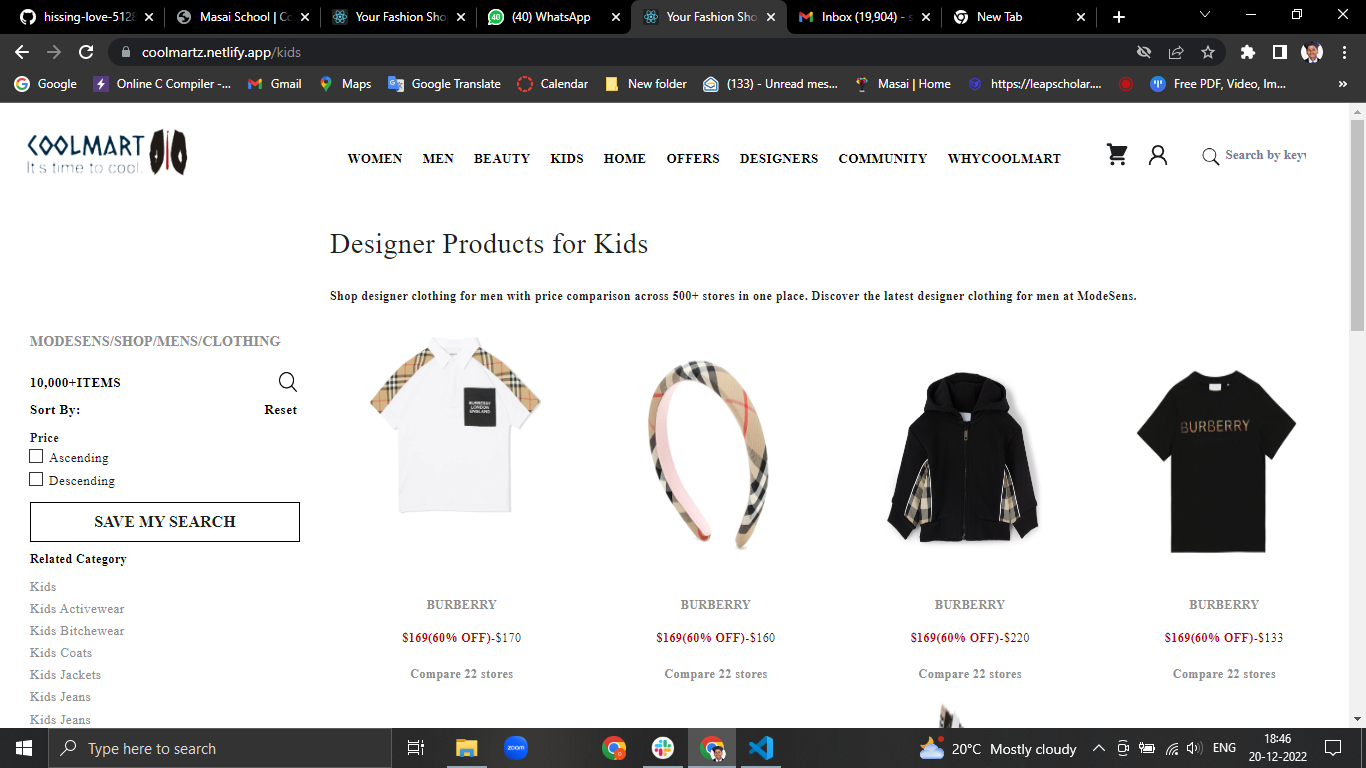 hissing-love-5128
Masai School | Co
Your Fashion Sho
(40) WhatsApp
Your Fashion Sho
Inbox (19,904) - s
New Tab
coolmartz.netlify.app/kids
Google
Online C Compiler -...
Gmail
Maps
Google Translate
Calendar
New folder
(133) - Unread mes...
Masai | Home
https://leapscholar....
Free PDF, Video, Im...
»
COOLMART
It's time to cool.
WOMEN MEN BEAUTY KIDS HOME OFFERS DESIGNERS COMMUNITY WHYCOOLMART
Search by keyw
Designer Products for Kids
Shop designer clothing for men with price comparison across 500+ stores in one place. Discover the latest designer clothing for men at ModeSens.
MODESENS/SHOP/MENS/CLOTHING
10,000+ITEMS
Sort By: Reset
Price
Ascending
Descending
SAVE MY SEARCH
Related Category
Kids
Kids Activewear
Kids Bitchewear
Kids Coats
Kids Jackets
Kids Jeans
Kids Jeans
BURBERRY
LONDON
ENGLAND
BURBERRY
BURBERRY BURBERRY BURBERRY BURBERRY
$169(60% OFF)-$170 $169(60% OFF)-$160 $169(60% OFF)-$220 $169(60% OFF)-$133
Compare 22 stores Compare 22 stores Compare 22 stores Compare 22 stores
Type here to search
zoom
20°C Mostly cloudy
ENG
18:46
20-12-2022